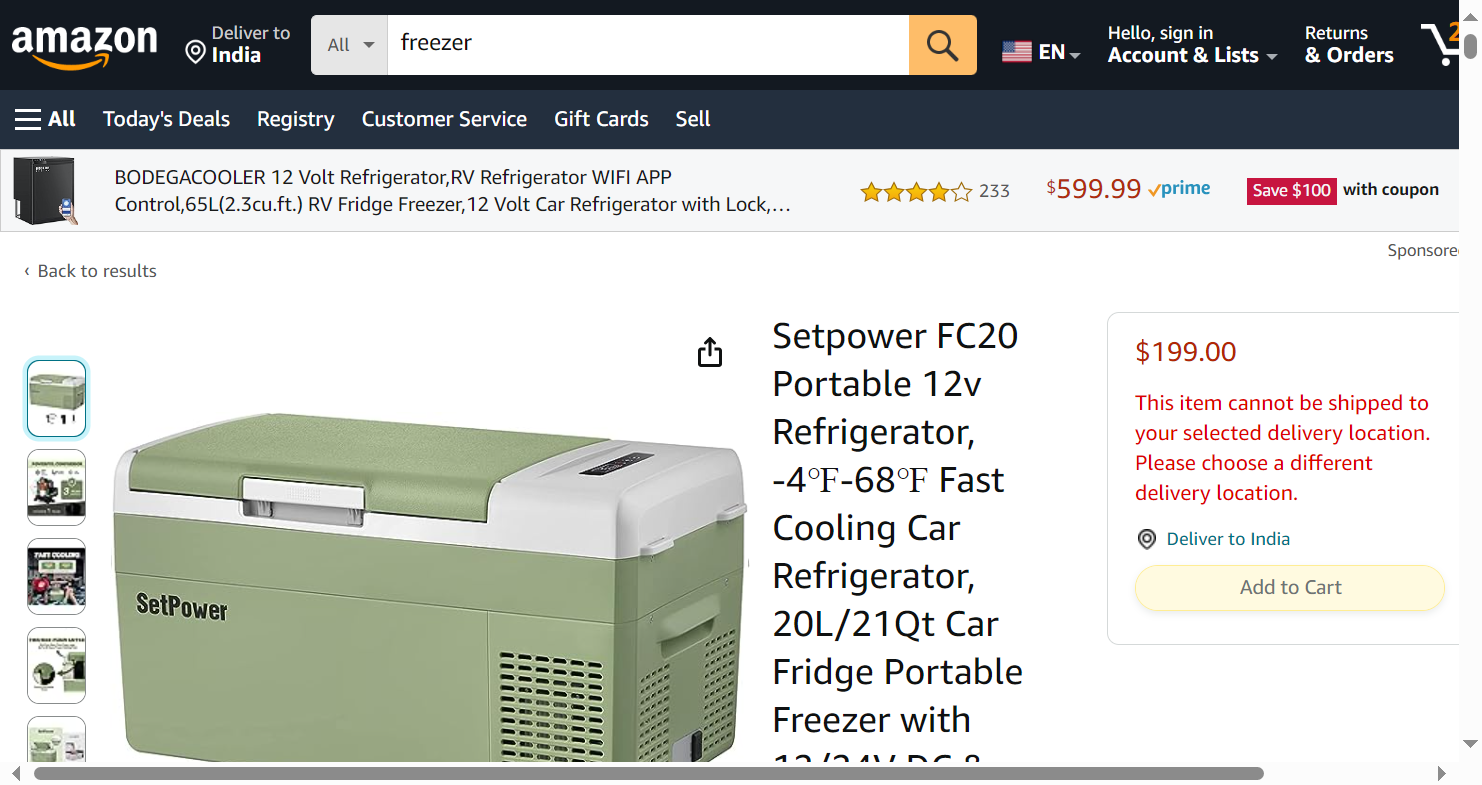 amazon
Deliver to
India
All
freezer
EN
Hello, sign in
Account & Lists
Returns
& Orders
2
All
Today's Deals
Registry
Customer Service
Gift Cards
Sell
BODEGACOOLER 12 Volt Refrigerator,RV Refrigerator WIFI APP
Control,65L(2.3cu.ft.) RV Fridge Freezer,12 Volt Car Refrigerator with Lock,…
233
$599.99
prime
Save $100
with coupon
Sponsore
‹ Back to results
FAST COOLING
SetPower
Setpower FC20
Portable 12v
Refrigerator,
-4℉-68℉ Fast
Cooling Car
Refrigerator,
20L/21Qt Car
Fridge Portable
Freezer with
12/24V DC &
$199.00
This item cannot be shipped to
your selected delivery location.
Please choose a different
delivery location.
Deliver to India
Add to Cart